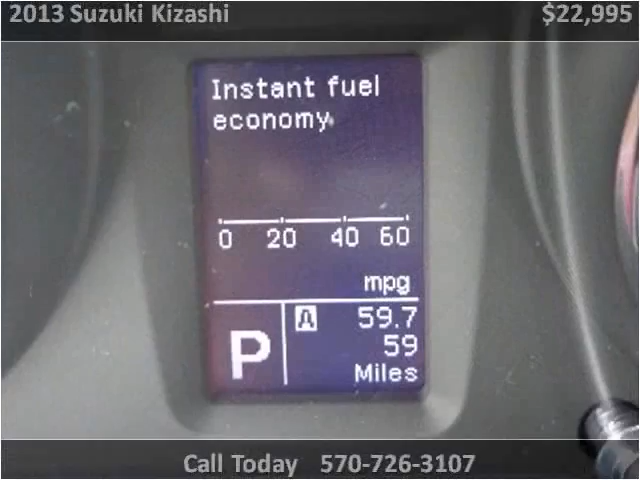 2013 Suzuki Kizashi $22,995
Instant fuel
economy
0 20 40 60
mpg
A 59.7
P 59
Miles
Call Today 570-726-3107